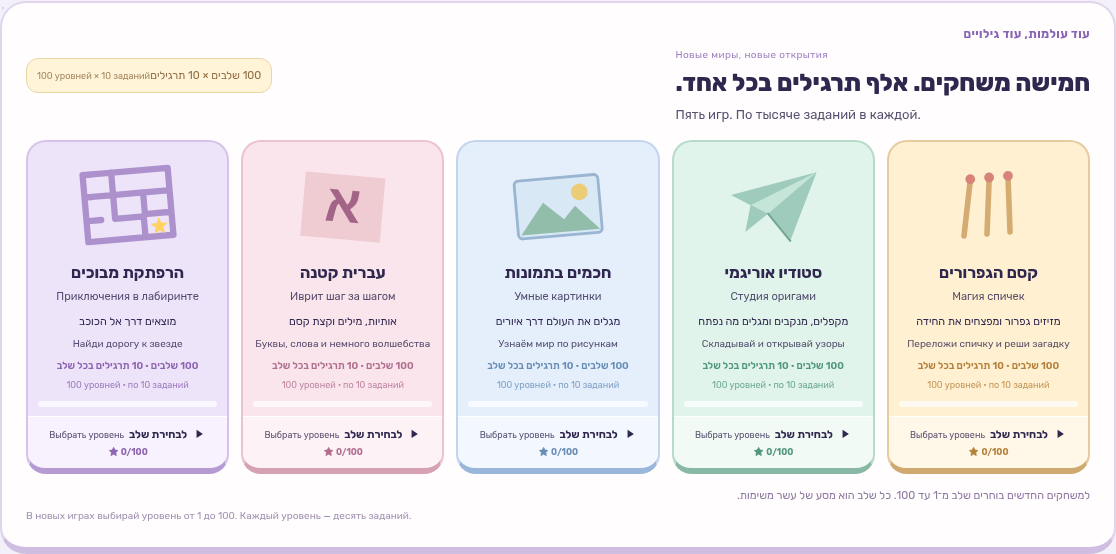 עוד עולמות, עוד גילויים
Новые миры, новые открытия
חמישה משחקים. אלף תרגילים בכל אחד.
Пять игр. По тысяче заданий в каждой.
100 שלבים × 10 תרגילים
100 уровней × 10 заданий
קסם הגפרורים
Магия спичек
מזיזים גפרור ומפצחים את החידה
Переложи спичку и реши загадку
100 שלבים · 10 תרגילים בכל שלב
100 уровней · по 10 заданий
לבחירת שלב
Выбрать уровень
0/100
סטודיו אוריגמי
Студия оригами
מקפלים, מנקבים ומגלים מה נפתח
Складывай и открывай узоры
100 שלבים · 10 תרגילים בכל שלב
100 уровней · по 10 заданий
לבחירת שלב
Выбрать уровень
0/100
חכמים בתמונות
Умные картинки
מגלים את העולם דרך איורים
Узнаём мир по рисункам
100 שלבים · 10 תרגילים בכל שלב
100 уровней · по 10 заданий
לבחירת שלב
Выбрать уровень
0/100
א
עברית קטנה
Иврит шаг за шагом
אותיות, מילים וקצת קסם
Буквы, слова и немного волшебства
100 שלבים · 10 תרגילים בכל שלב
100 уровней · по 10 заданий
לבחירת שלב
Выбрать уровень
0/100
הרפתקת מבוכים
Приключения в лабиринте
מוצאים דרך אל הכוכב
Найди дорогу к звезде
100 שלבים · 10 תרגילים בכל שלב
100 уровней · по 10 заданий
לבחירת שלב
Выбрать уровень
0/100
למשחקים החדשים בוחרים שלב מ־1 עד 100. כל שלב הוא מסע של עשר משימות.
В новых играх выбирай уровень от 1 до 100. Каждый уровень — десять заданий.